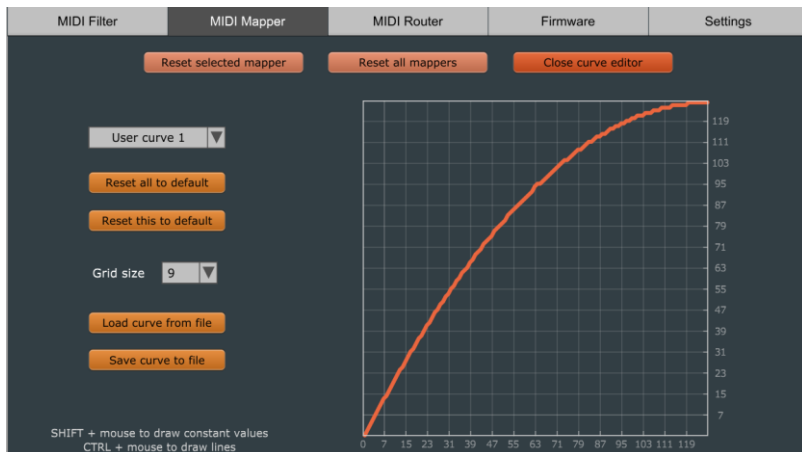 MIDI Filter MIDI Mapper MIDI Router Firmware Settings
Reset selected mapper Reset all mappers Close curve editor
User curve 1
Reset all to default
Reset this to default
Grid size 9
Load curve from file
Save curve to file
SHIFT + mouse to draw constant values
CTRL + mouse to draw lines
119
111
103
95
87
79
71
63
55
47
39
31
23
15
7
0 7 15 23 31 39 47 55 63 71 79 87 95 103 111 119